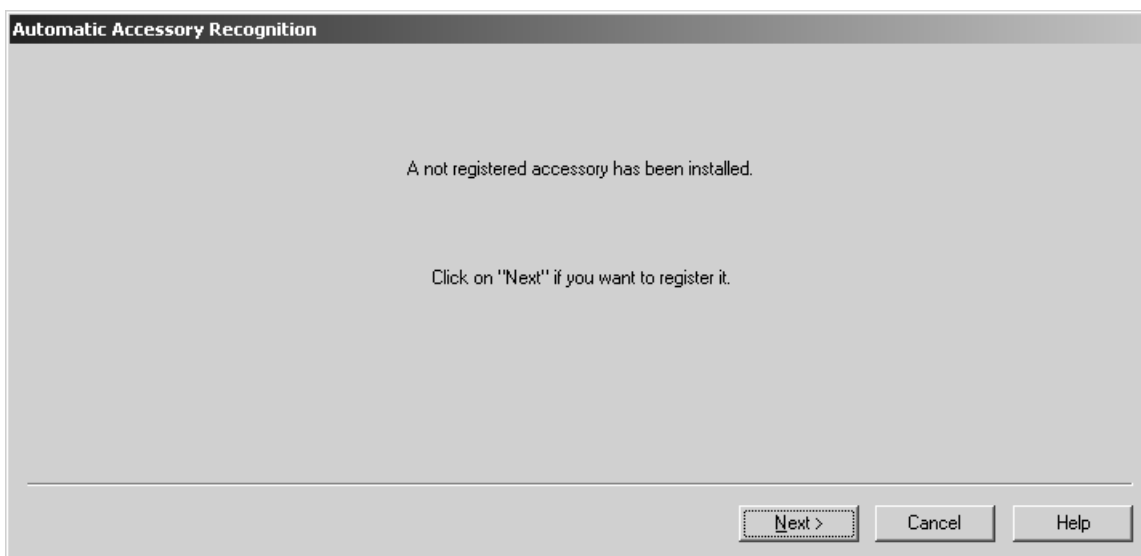 Automatic Accessory Recognition
A not registered accessory has been installed.
Click on "Next" if you want to register it.
Next >
Cancel
Help